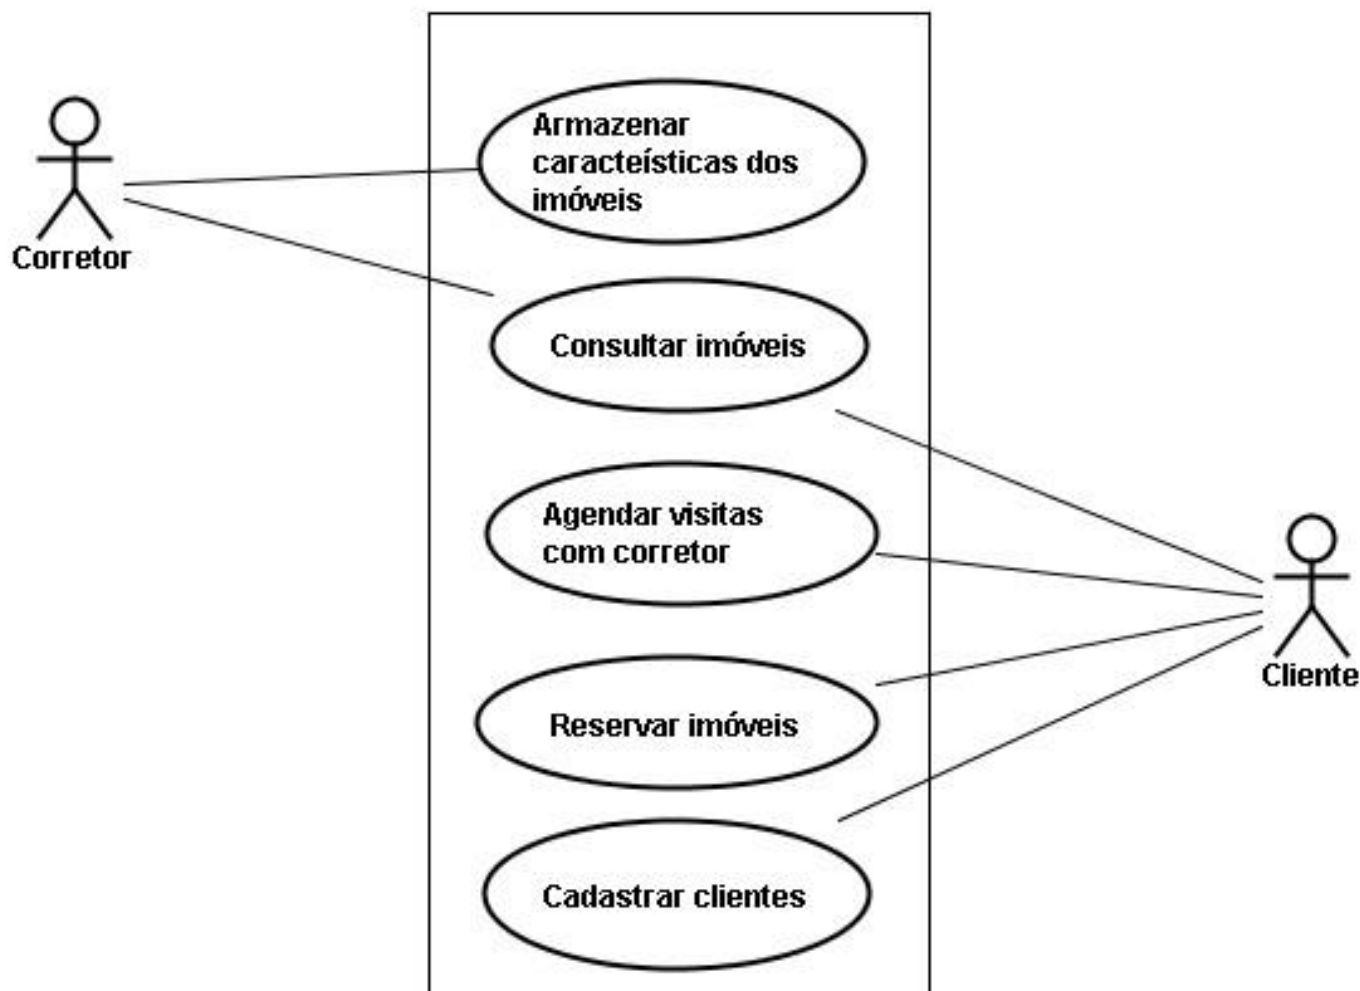 Armazenar
caracteísticas dos
imóveis
Corretor
Consultar imóveis
Agendar visitas
com corretor
Cliente
Reservar imóveis
Cadastrar clientes